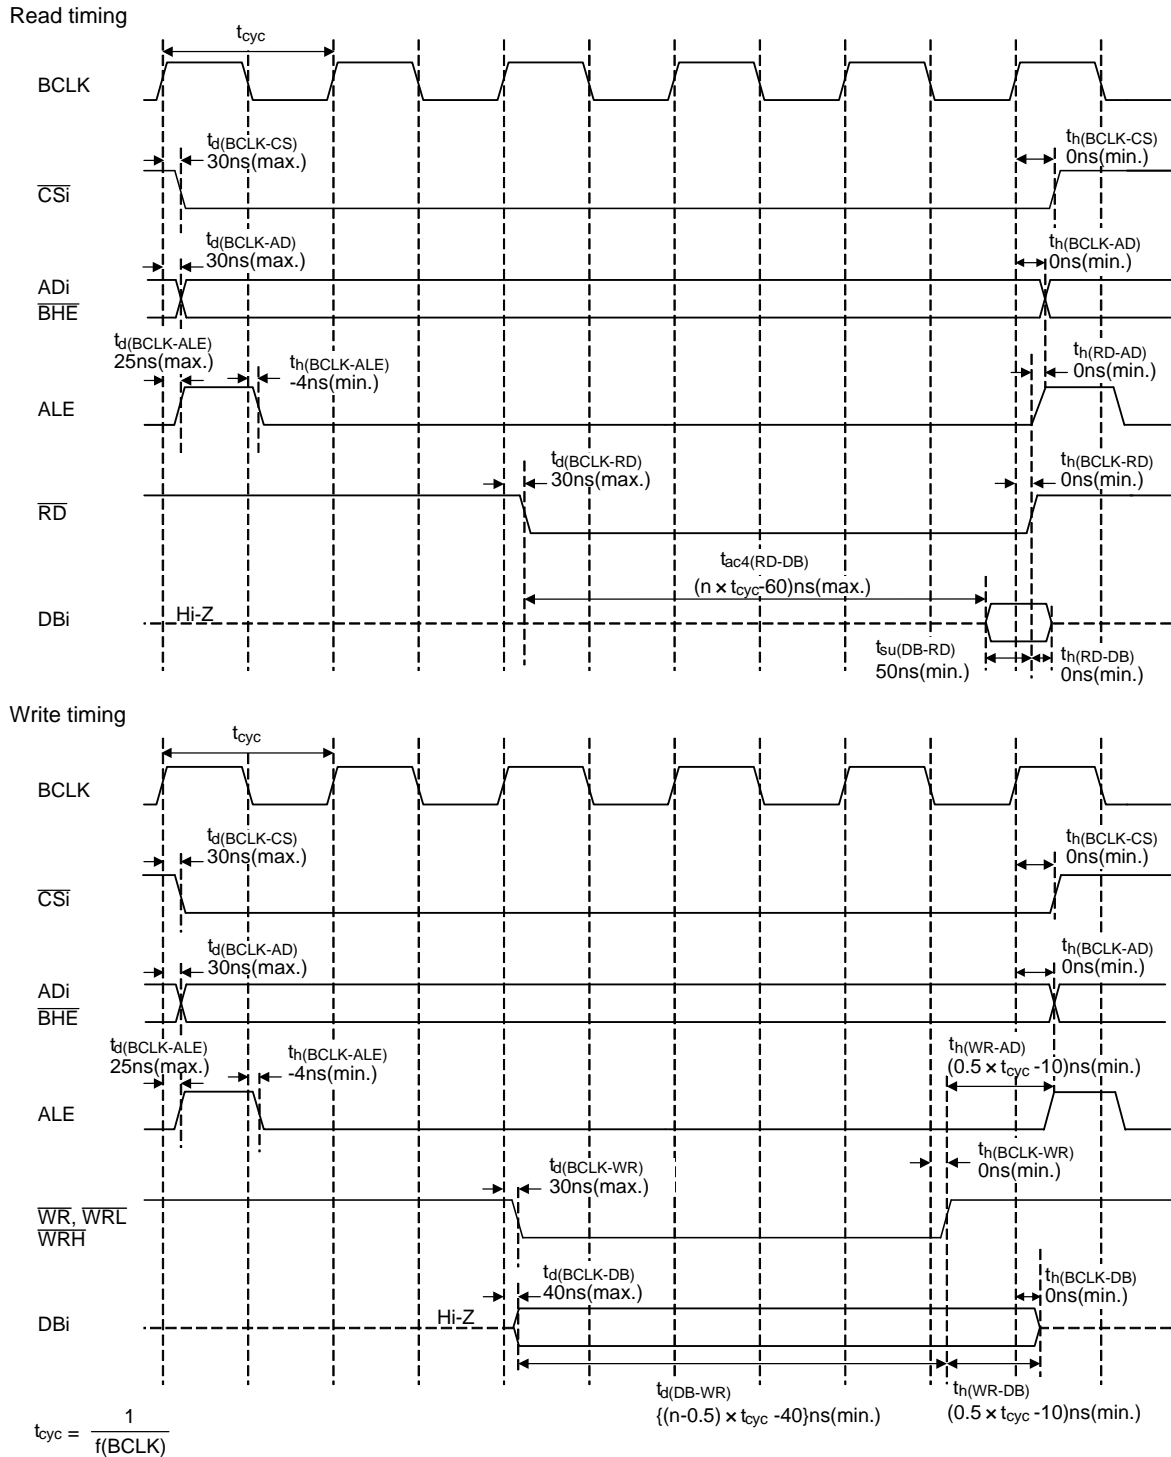 Read timing
tcyc
BCLK
td(BCLK-CS)
30ns(max.)
th(BCLK-CS)
0ns(min.)
CSi
td(BCLK-AD)
30ns(max.)
th(BCLK-AD)
0ns(min.)
ADi
BHE
td(BCLK-ALE)
25ns(max.)
th(BCLK-ALE)
-4ns(min.)
th(RD-AD)
0ns(min.)
ALE
td(BCLK-RD)
30ns(max.)
th(BCLK-RD)
0ns(min.)
RD
tac4(RD-DB)
(n × tcyc-60)ns(max.)
Hi-Z
DBi
tsu(DB-RD)
50ns(min.)
th(RD-DB)
0ns(min.)
Write timing
tcyc
BCLK
td(BCLK-CS)
30ns(max.)
th(BCLK-CS)
0ns(min.)
CSi
td(BCLK-AD)
30ns(max.)
th(BCLK-AD)
0ns(min.)
ADi
BHE
td(BCLK-ALE)
25ns(max.)
th(BCLK-ALE)
-4ns(min.)
th(WR-AD)
(0.5 × tcyc -10)ns(min.)
ALE
td(BCLK-WR)
30ns(max.)
th(BCLK-WR)
0ns(min.)
WR, WRL
WRH
td(BCLK-DB)
40ns(max.)
th(BCLK-DB)
0ns(min.)
Hi-Z
DBi
td(DB-WR)
{(n-0.5) × tcyc -40}ns(min.)
th(WR-DB)
(0.5 × tcyc -10)ns(min.)
tcyc = 1
f(BCLK)